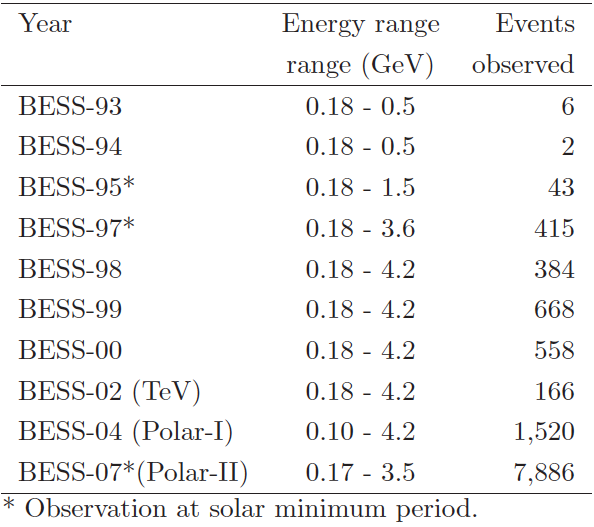 Year Energy range Events
range (GeV) observed
BESS-93 0.18 - 0.5 6
BESS-94 0.18 - 0.5 2
BESS-95* 0.18 - 1.5 43
BESS-97* 0.18 - 3.6 415
BESS-98 0.18 - 4.2 384
BESS-99 0.18 - 4.2 668
BESS-00 0.18 - 4.2 558
BESS-02 (TeV) 0.18 - 4.2 166
BESS-04 (Polar-I) 0.10 - 4.2 1,520
BESS-07*(Polar-II) 0.17 - 3.5 7,886
* Observation at solar minimum period.